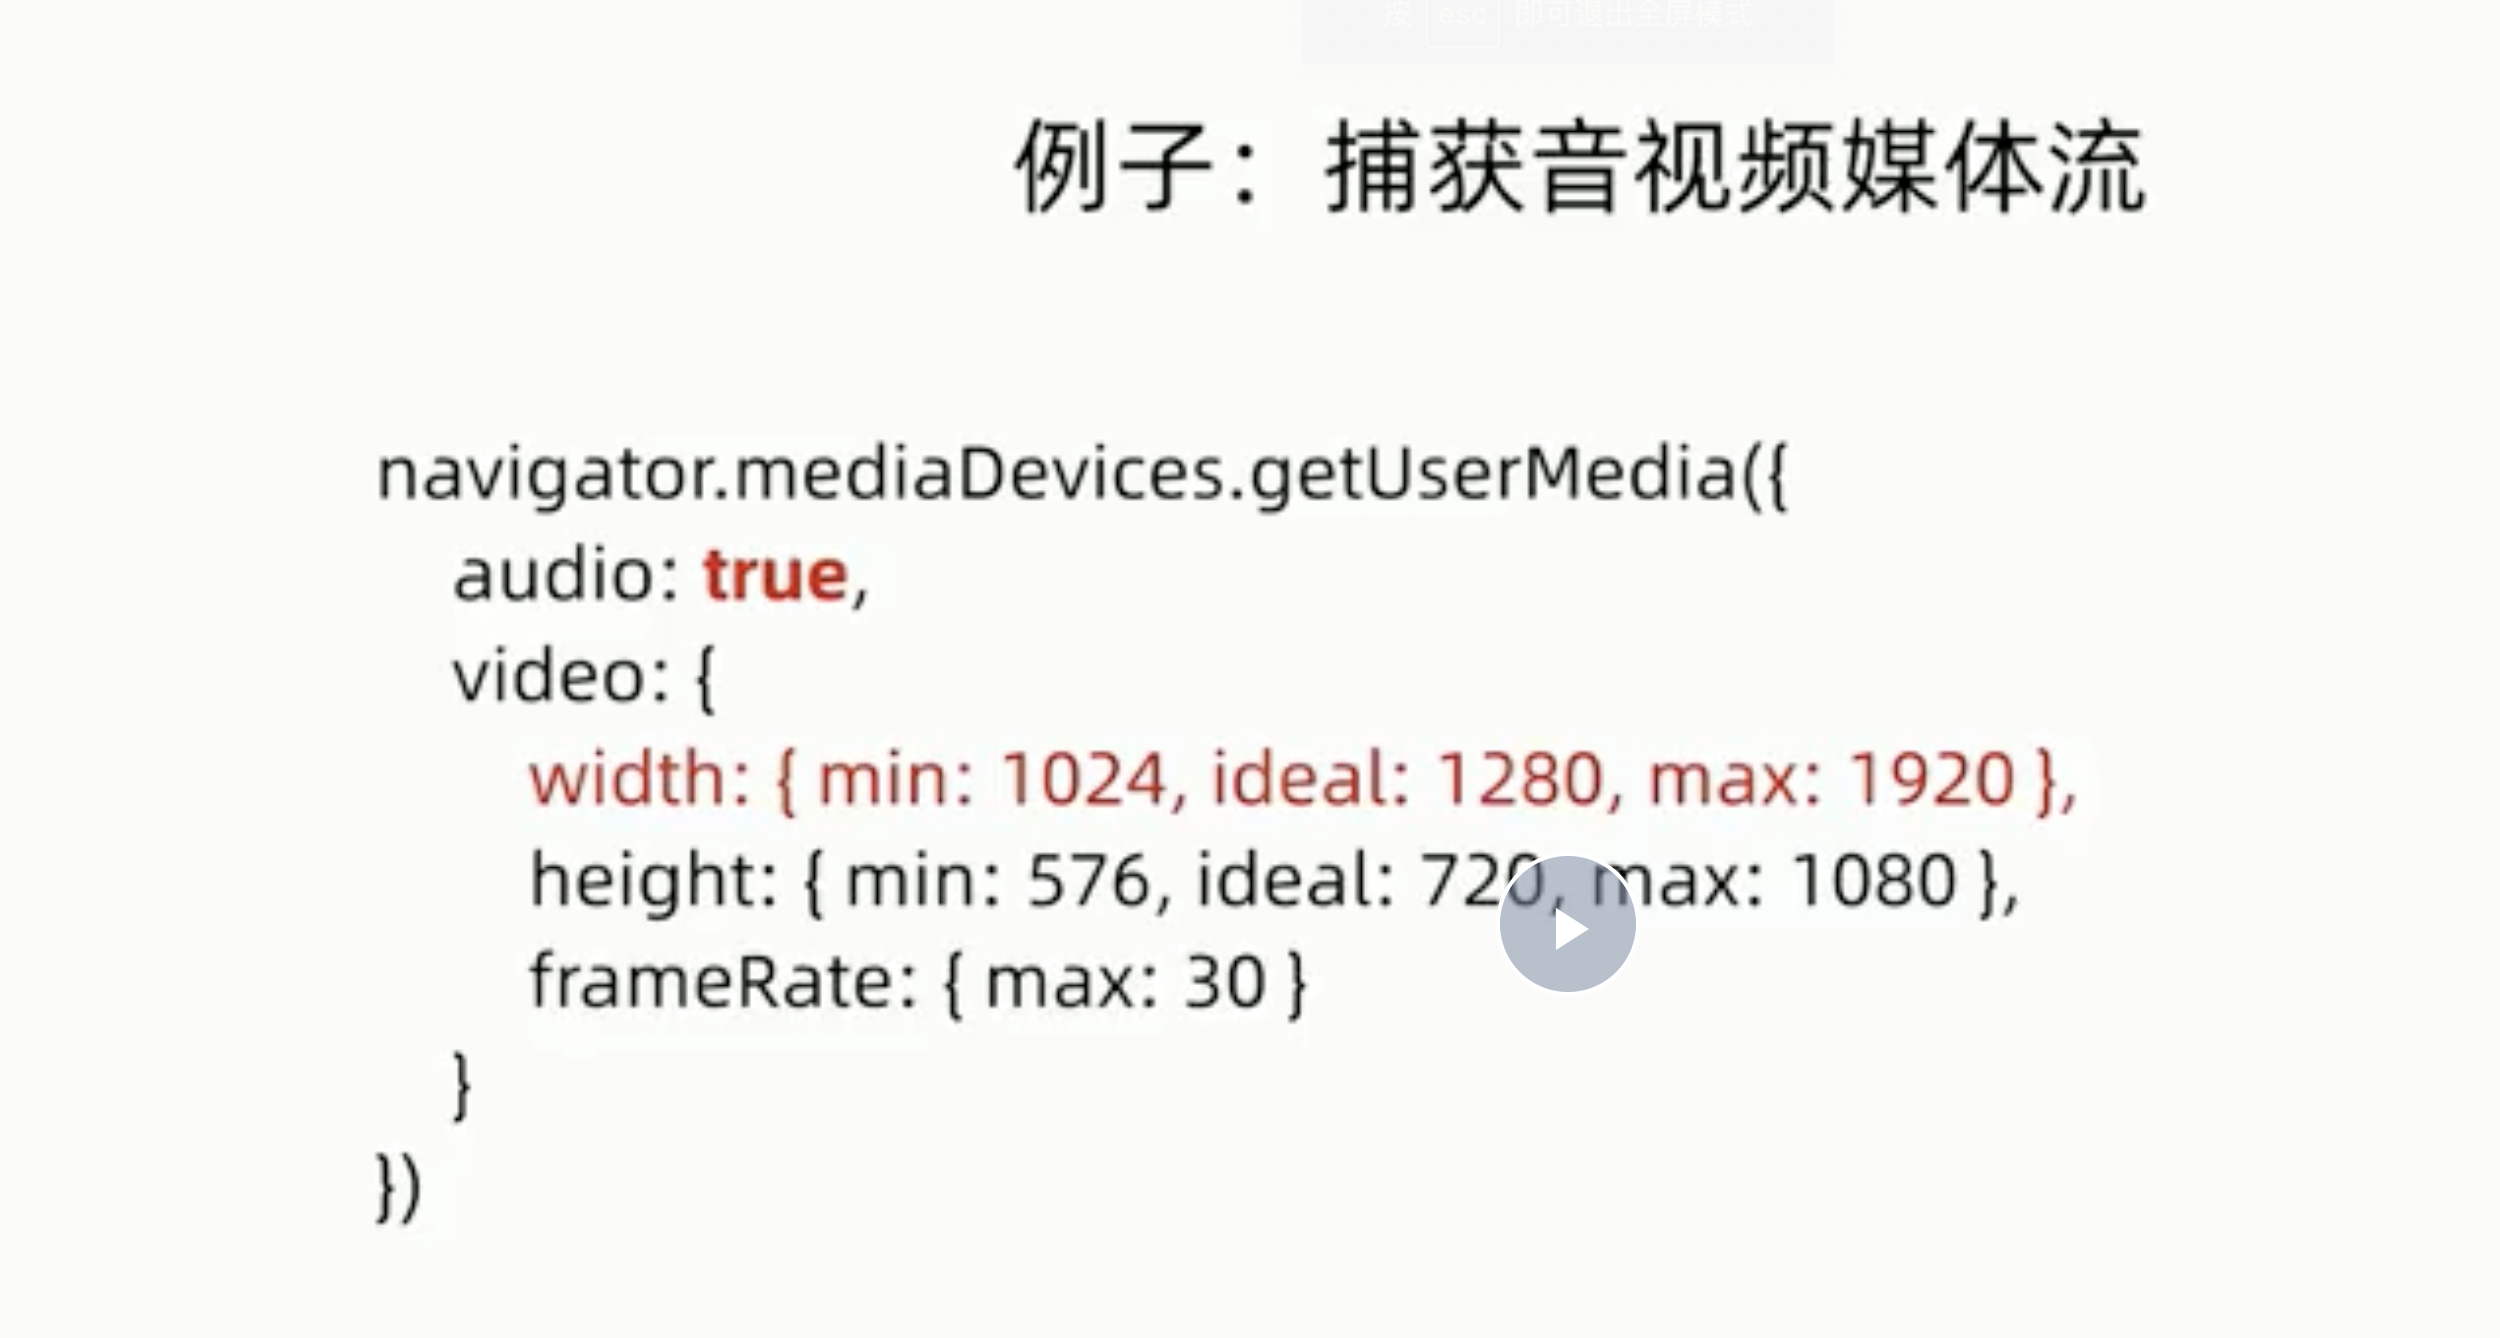 按 esc 即可退出全屏模式
例子：捕获音视频媒体流
navigator.mediaDevices.getUserMedia({
audio: true,
video: {
width: { min: 1024, ideal: 1280, max: 1920 },
height: { min: 576, ideal: 720, max: 1080 },
frameRate: { max: 30 }
}
})